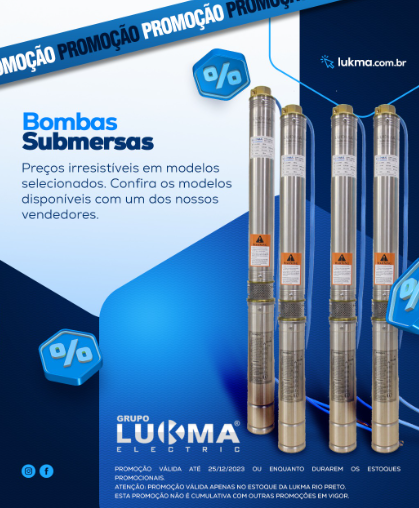 OMOÇÃO PROMOÇÃO PROMOÇÃO PROMOÇÃO
lukma.com.br
Bombas
Submersas
Preços irresistíveis em modelos
selecionados. Confira os modelos
disponíveis com um dos nossos
vendedores.
%
%
%
GRUPO
LUKMA®
ELECTRIC
PROMOÇÃO VÁLIDA ATÉ 25/12/2023 OU ENQUANTO DURAREM OS ESTOQUES
PROMOCIONAIS.
ATENÇÃO: PROMOÇÃO VÁLIDA APENAS NO ESTOQUE DA LUKMA RIO PRETO.
ESTA PROMOÇÃO NÃO É CUMULATIVA COM OUTRAS PROMOÇÕES EM VIGOR.